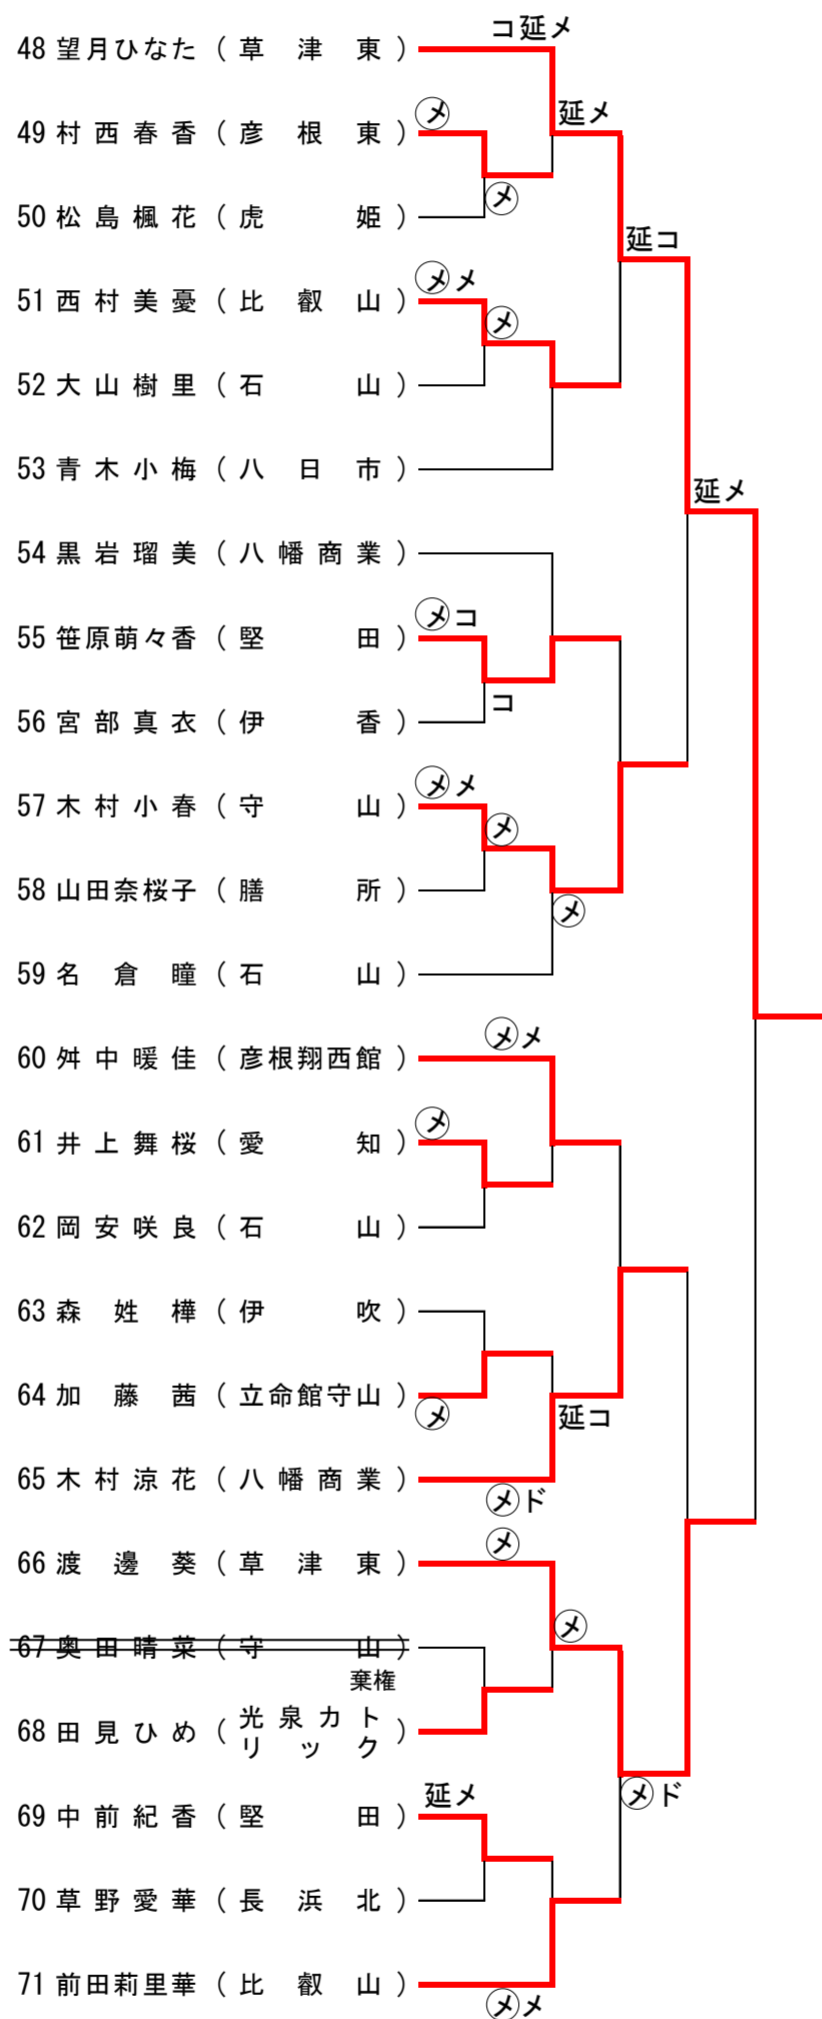 コ延メ
48 望月ひなた (草津東)
延メ
㋱
49 村西春香 (彦根東)
㋱
50 松島楓花 (虎姫)
延コ
㋱メ
51 西村美憂 (比叡山)
㋱
52 大山樹里 (石山)
53 青木小梅 (八日市)
延メ
54 黒岩瑠美 (八幡商業)
㋱コ
55 笹原萌々香 (堅田)
コ
56 宮部真衣 (伊香)
㋱メ
57 木村小春 (守山)
㋱
58 山田奈桜子 (膳所)
㋱
59 名倉瞳 (石山)
㋱メ
60 舛中暖佳 (彦根翔西館)
㋱
61 井上舞桜 (愛知)
62 岡安咲良 (石山)
63 森姓樺 (伊吹)
64 加藤茜 (立命館守山)
㋱
延コ
65 木村涼花 (八幡商業)
㋱ド
㋱
66 渡邊葵 (草津東)
㋱
67 奥田晴菜 (守山)
棄権
68 田見ひめ (光泉カトリック)
㋱ド
延メ
69 中前紀香 (堅田)
70 草野愛華 (長浜北)
71 前田莉里華 (比叡山)
㋱メ